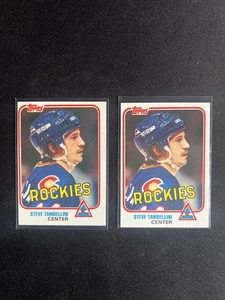 Topps
ROCKIES
STEVE TAMBELLINI
CENTER
Topps
ROCKIES
STEVE TAMBELLINI
CENTER